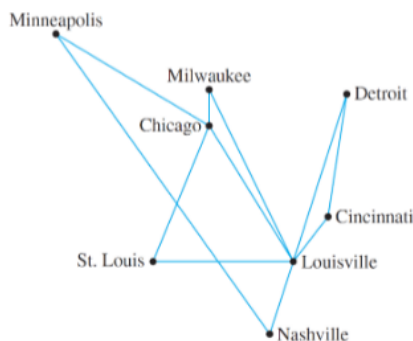 Minneapolis
Milwaukee
Detroit
Chicago
Cincinnati
St. Louis
Louisville
Nashville